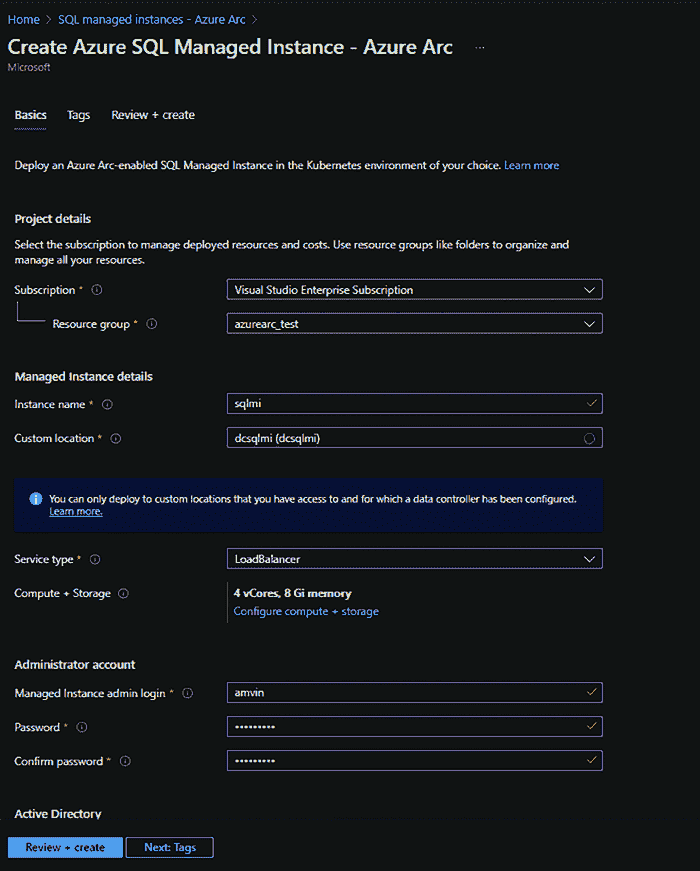 Home > SQL managed instances - Azure Arc >
Create Azure SQL Managed Instance - Azure Arc ...
Microsoft
Basics Tags Review + create
Deploy an Azure Arc-enabled SQL Managed Instance in the Kubernetes environment of your choice. Learn more
Project details
Select the subscription to manage deployed resources and costs. Use resource groups like folders to organize and
manage all your resources.
Subscription * Visual Studio Enterprise Subscription
Resource group * azurearc_test
Managed Instance details
Instance name * sqlmi
Custom location * dcsqlmi (dcsqlmi)
You can only deploy to custom locations that you have access to and for which a data controller has been configured.
Learn more.
Service type * LoadBalancer
Compute + Storage 4 vCores, 8 Gi memory
Configure compute + storage
Administrator account
Managed Instance admin login * amvin
Password * •••••••••
Confirm password * •••••••••
Active Directory
Review + create Next: Tags